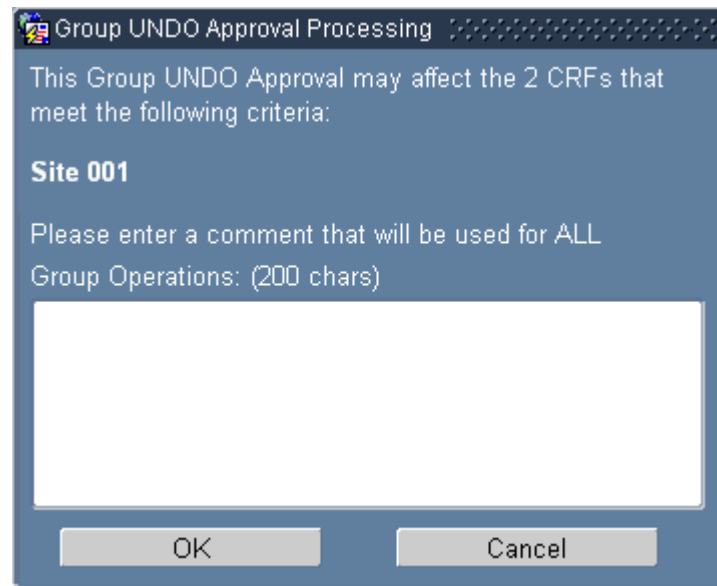 Group UNDO Approval Processing
This Group UNDO Approval may affect the 2 CRFs that
meet the following criteria:
Site 001
Please enter a comment that will be used for ALL
Group Operations: (200 chars)
OK
Cancel